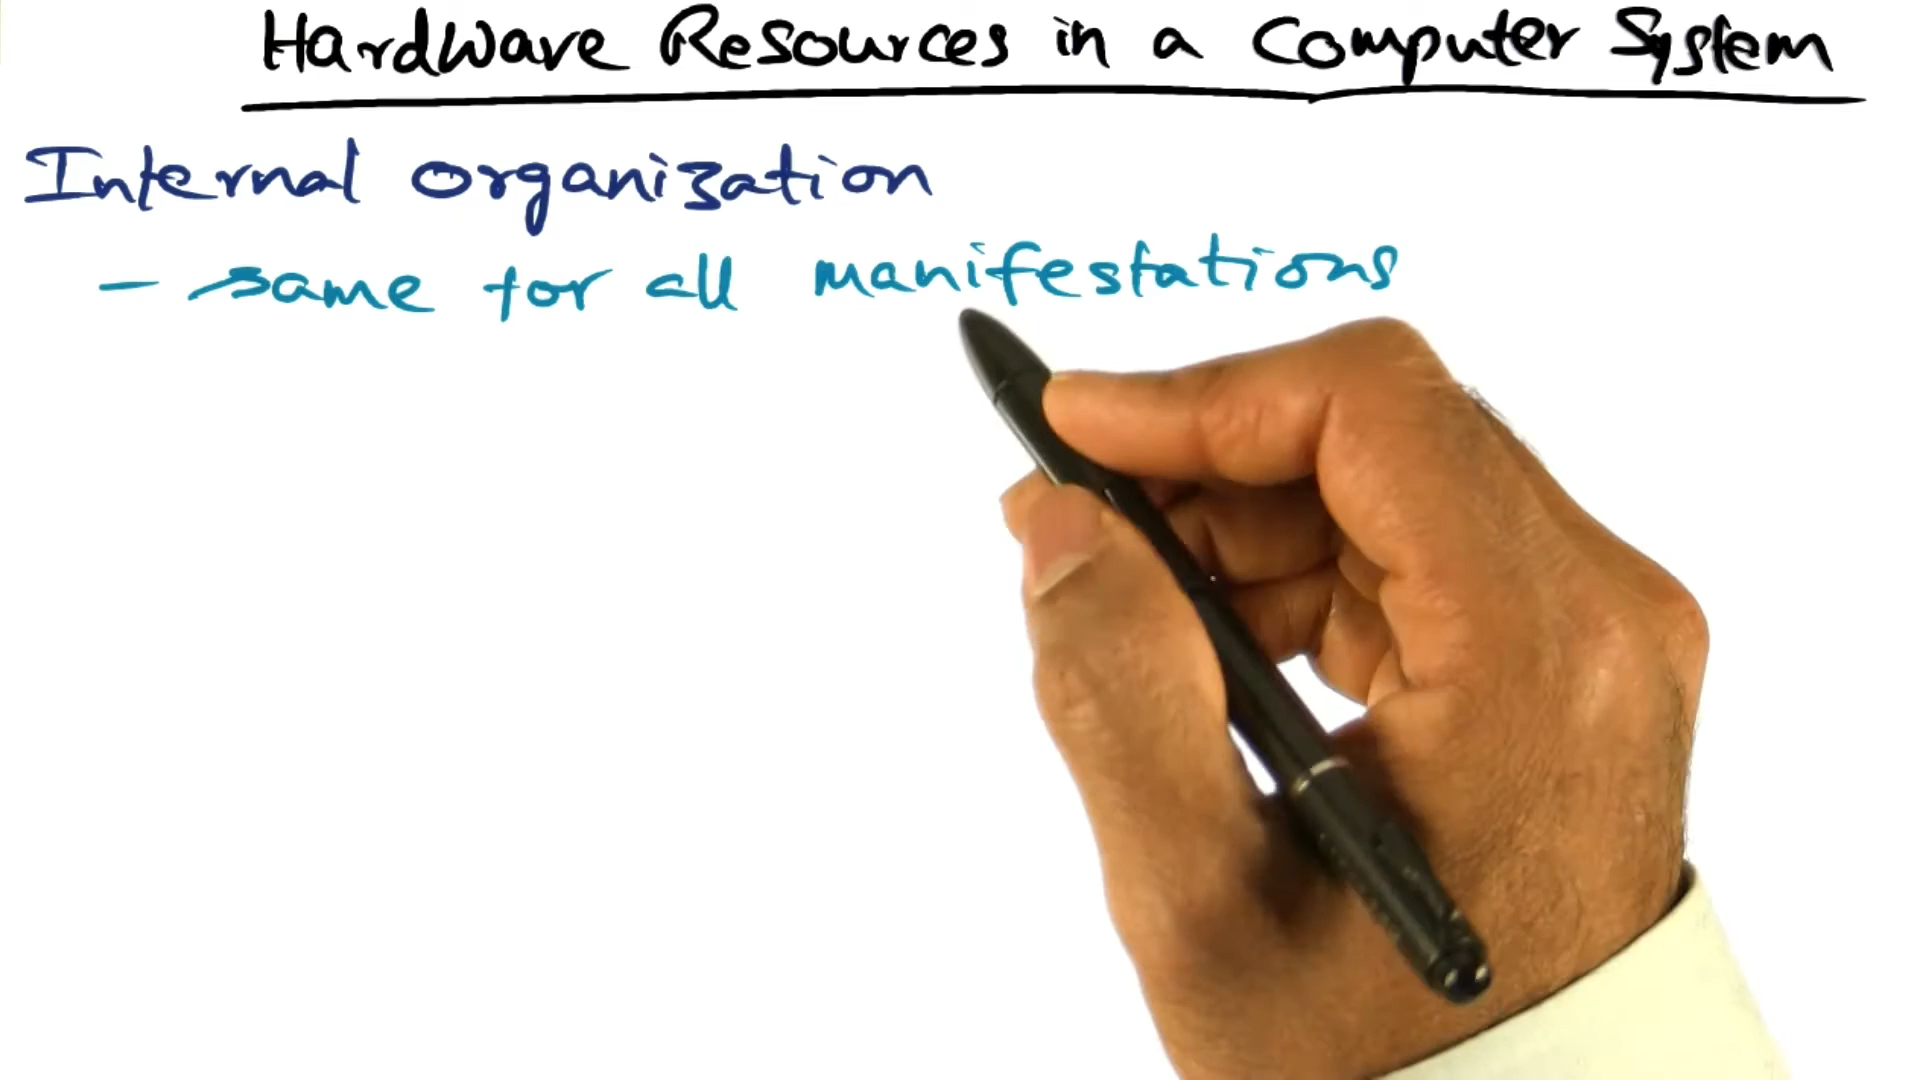 Hardware Resources in a Computer System
Internal organization
- same for all manifestations